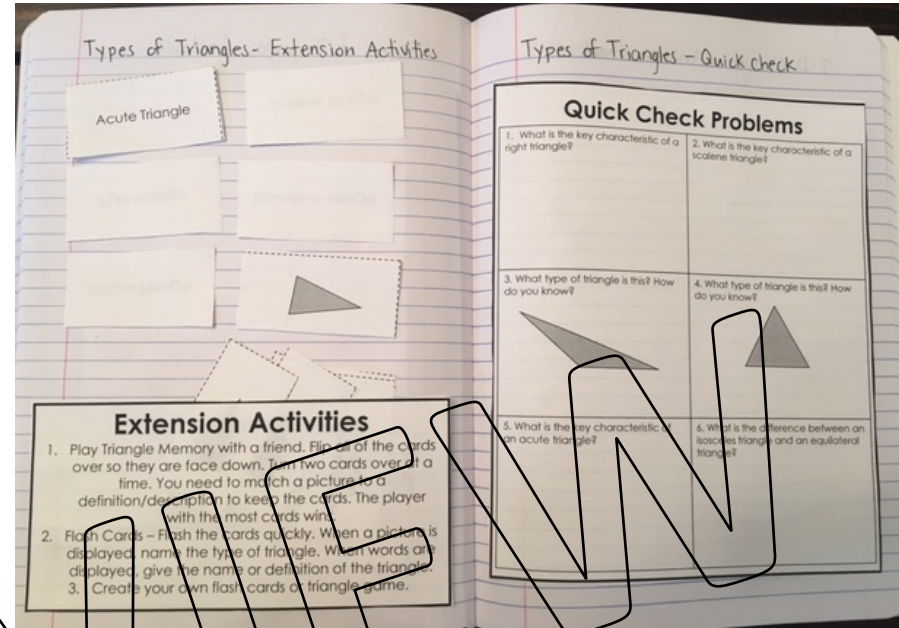 Types of Triangles - Extension Activities
Acute Triangle
Extension Activities
1. Play Triangle Memory with a friend. Flip all of the cards
over so they are face down. Turn two cards over at a
time. You need to match a picture to a
definition/description to keep the cards. The player
with the most cards wins.
2. Flash Cards – Flash the cards quickly. When a picture is
displayed, name the type of triangle. When words are
displayed, give the name or definition of the triangle.
3. Create your own flash cards or triangle game.
Types of Triangles - Quick check
Quick Check Problems
1. What is the key characteristic of a
right triangle?
2. What is the key characteristic of a
scalene triangle?
3. What type of triangle is this? How
do you know?
4. What type of triangle is this? How
do you know?
5. What is the key characteristic of
an acute triangle?
6. What is the difference between an
isosceles triangle and an equilateral
triangle?